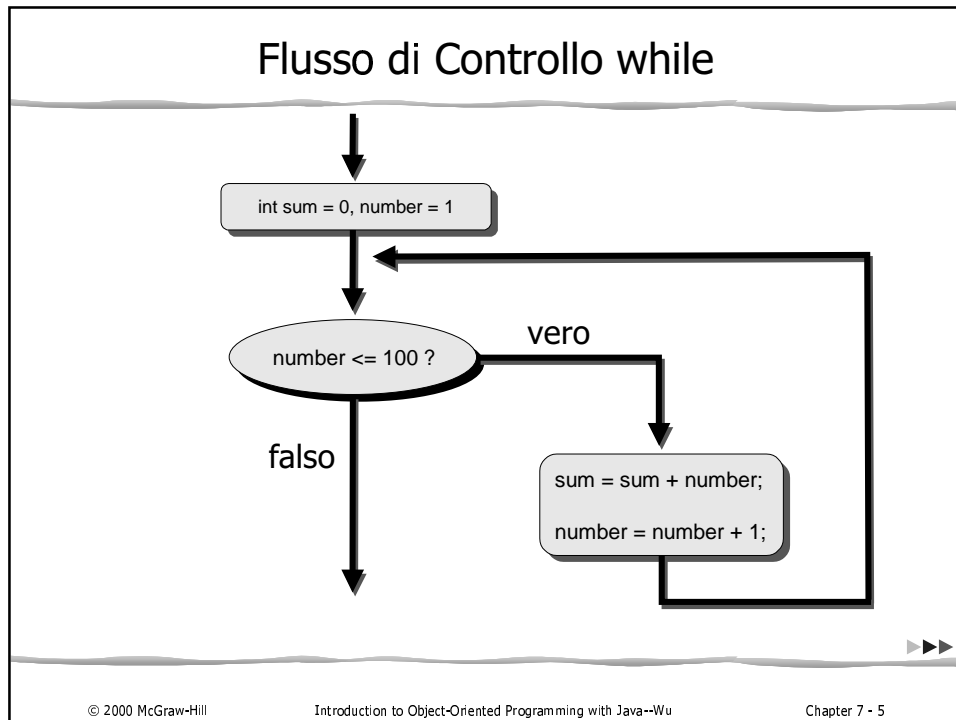 Flusso di Controllo while
int sum = 0, number = 1
number <= 100 ?
vero
falso
sum = sum + number;
number = number + 1;
© 2000 McGraw-Hill
Introduction to Object-Oriented Programming with Java--Wu
Chapter 7 - 5